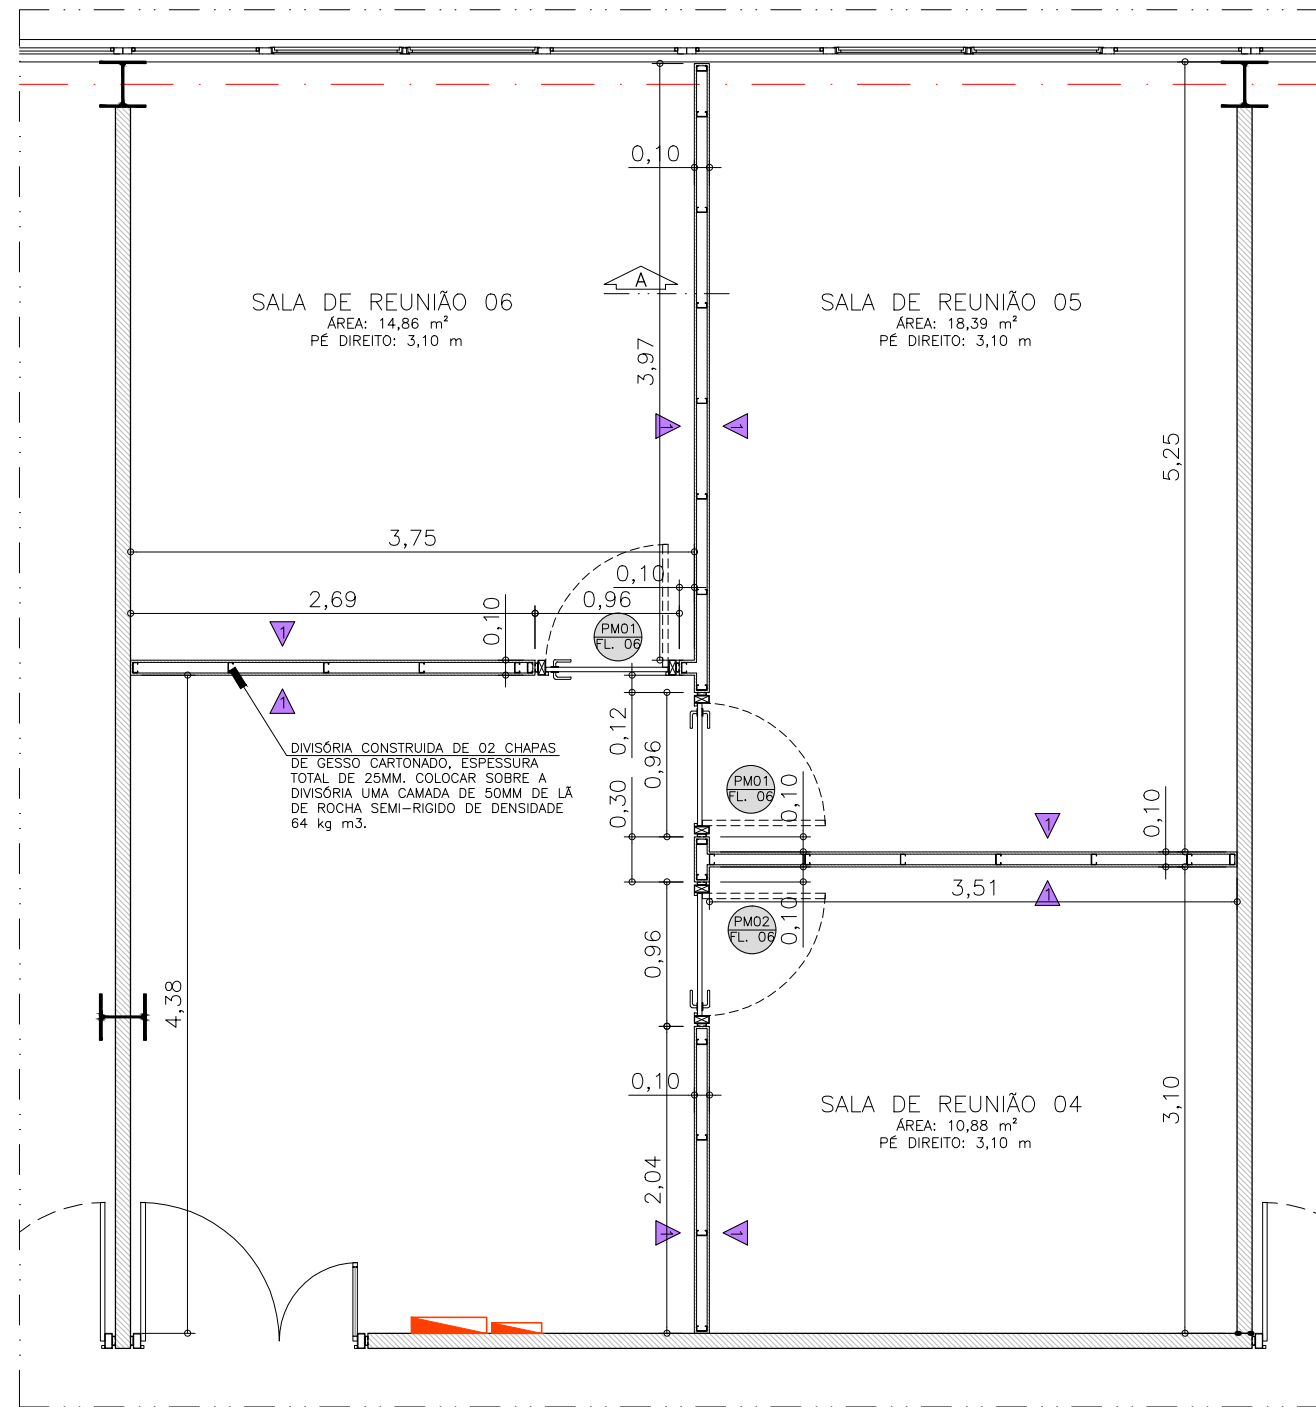 0,10
A
SALA DE REUNIÃO 06
ÁREA: 14,86 m²
PÉ DIREITO: 3,10 m
SALA DE REUNIÃO 05
ÁREA: 18,39 m²
PÉ DIREITO: 3,10 m
3,97
1
1
5,25
3,75
0,10
2,69
0,96
0,10
1
PM01
FL. 06
1
0,12
0,96
0,30
DIVISÓRIA CONSTRUIDA DE 02 CHAPAS
DE GESSO CARTONADO, ESPESSURA
TOTAL DE 25MM. COLOCAR SOBRE A
DIVISÓRIA UMA CAMADA DE 50MM DE LÃ
DE ROCHA SEMI-RIGIDO DE DENSIDADE
64 kg m3.
PM01
FL. 06
0,10
1
0,10
3,51
1
PM02
FL. 06
0,10
0,96
4,38
0,10
SALA DE REUNIÃO 04
ÁREA: 10,88 m²
PÉ DIREITO: 3,10 m
3,10
2,04
1
1